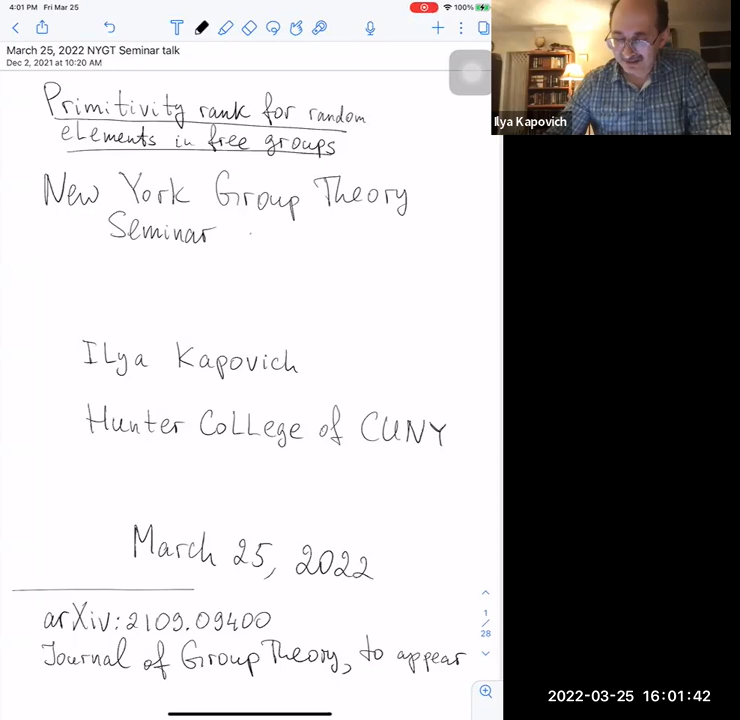 4:01 PM Fri Mar 25
100%
March 25, 2022 NYGT Seminar talk
Dec 2, 2021 at 10:20 AM
Primitivity rank for random
elements in free groups
New York Group Theory
Seminar
Ilya Kapovich
Hunter College of CUNY
March 25, 2022
arXiv:2109.09400
Journal of Group Theory, to appear
1
/
28
Ilya Kapovich
2022-03-25 16:01:42